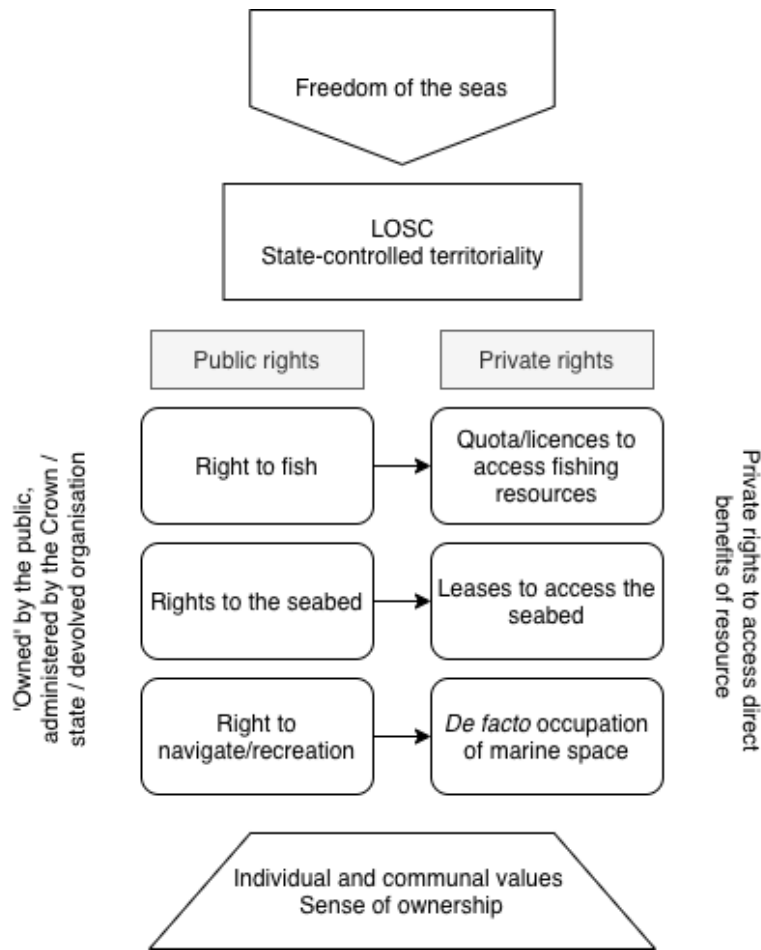 Freedom of the seas
LOSC
State-controlled territoriality
Public rights
Private rights
'Owned' by the public,
administered by the Crown /
state / devolved organisation
Right to fish
Quota/licences to
access fishing
resources
Rights to the seabed
Leases to access the
seabed
Right to
navigate/recreation
De facto occupation
of marine space
Private rights to access direct
benefits of resource
Individual and communal values
Sense of ownership